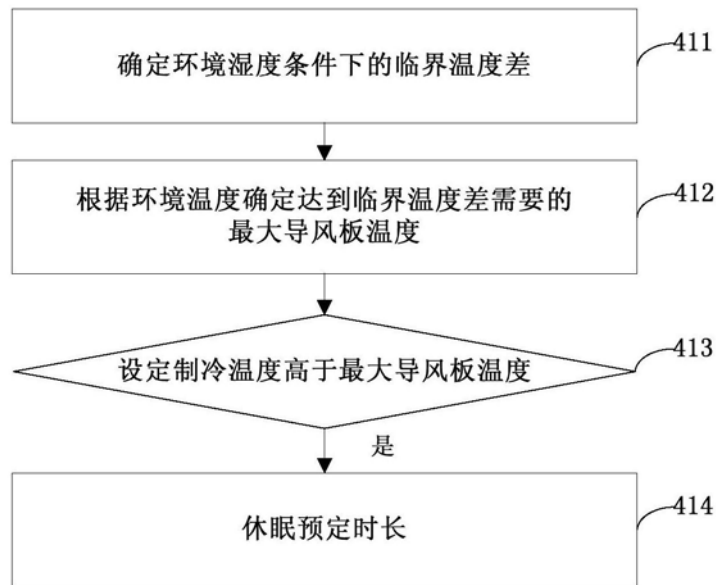 确定环境湿度条件下的临界温度差
411
根据环境温度确定达到临界温度差需要的
最大导风板温度
412
设定制冷温度高于最大导风板温度
413
是
休眠预定时长
414